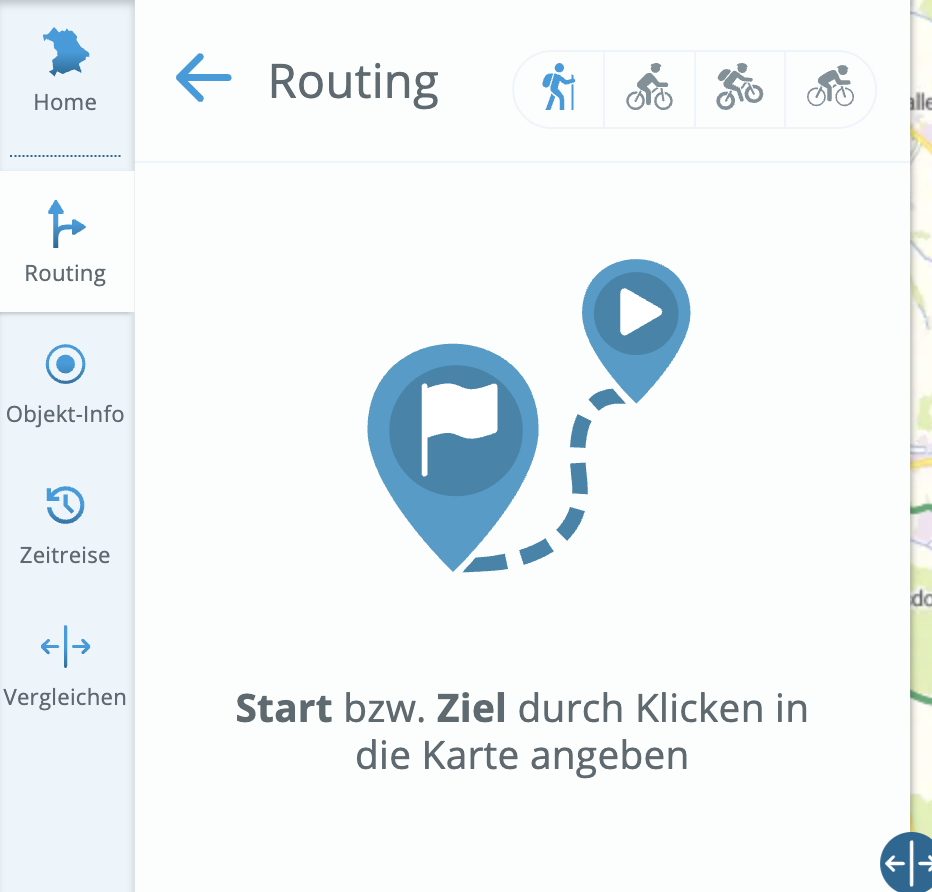 Home
Routing
Objekt-Info
Zeitreise
Vergleichen
Routing
Start bzw. Ziel durch Klicken in
die Karte angeben